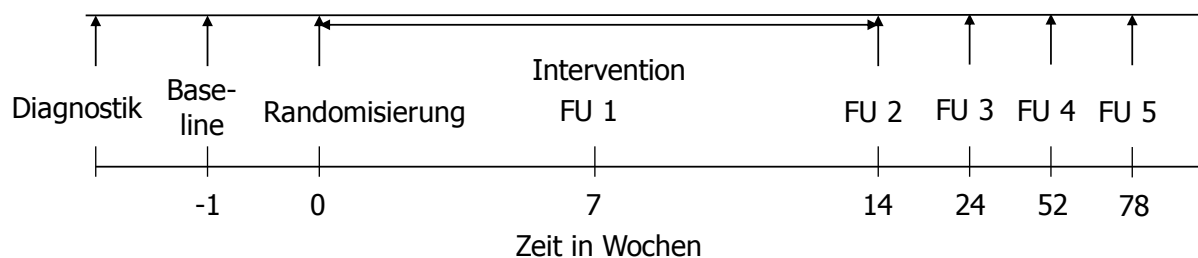 Intervention
Diagnostik Base-
line Randomisierung FU 1 FU 2 FU 3 FU 4 FU 5
-1 0 7 14 24 52 78
Zeit in Wochen